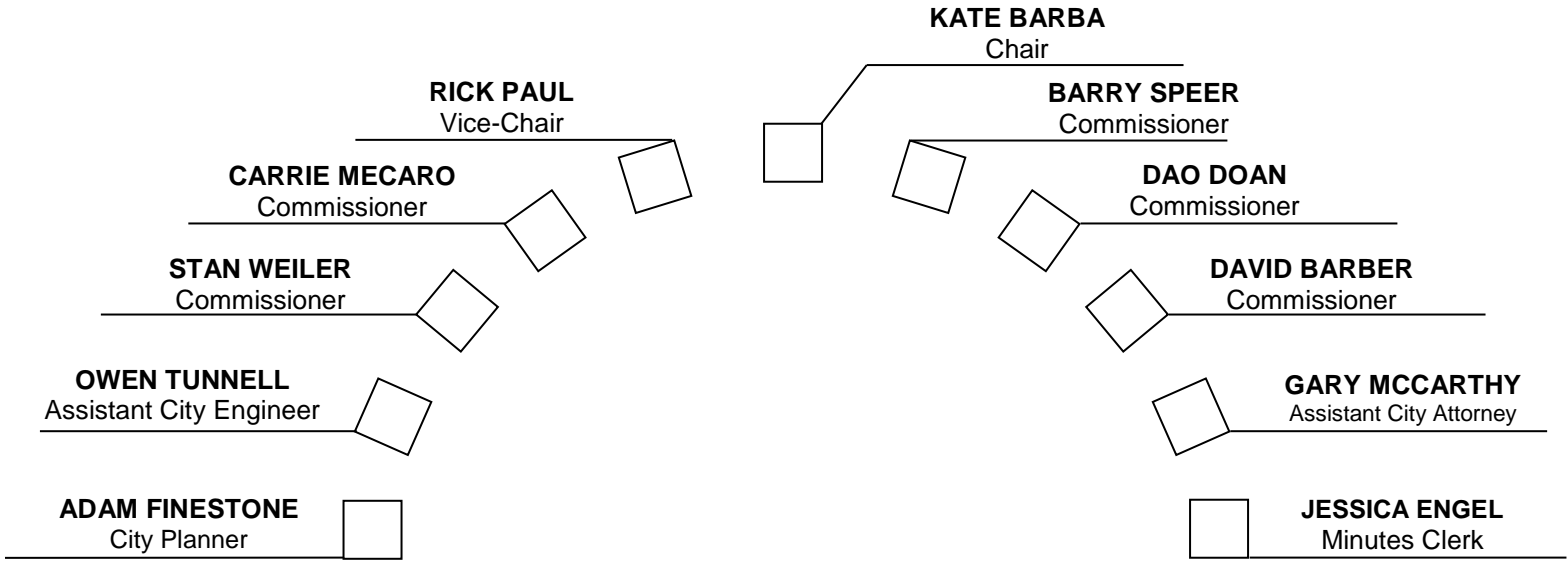 KATE BARBA
Chair
RICK PAUL
Vice-Chair
BARRY SPEER
Commissioner
CARRIE MECARO
Commissioner
DAO DOAN
Commissioner
STAN WEILER
Commissioner
DAVID BARBER
Commissioner
OWEN TUNNELL
Assistant City Engineer
GARY MCCARTHY
Assistant City Attorney
ADAM FINESTONE
City Planner
JESSICA ENGEL
Minutes Clerk